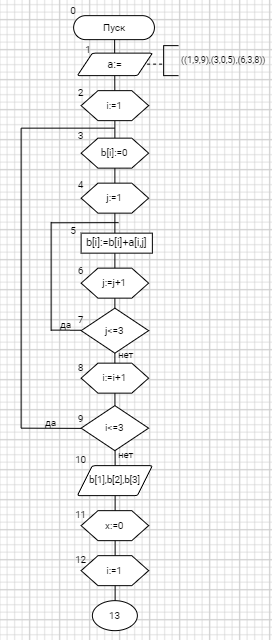 0
Пуск
1
a:=
((1,9,9),(3,0,5),(6,3,8))
2
i:=1
3
b[i]:=0
4
j:=1
5
b[i]:=b[i]+a[i,j]
6
j:=j+1
7
j<=3
да
нет
8
i:=i+1
9
i<=3
да
нет
10
b[1],b[2],b[3]
11
x:=0
12
i:=1
13